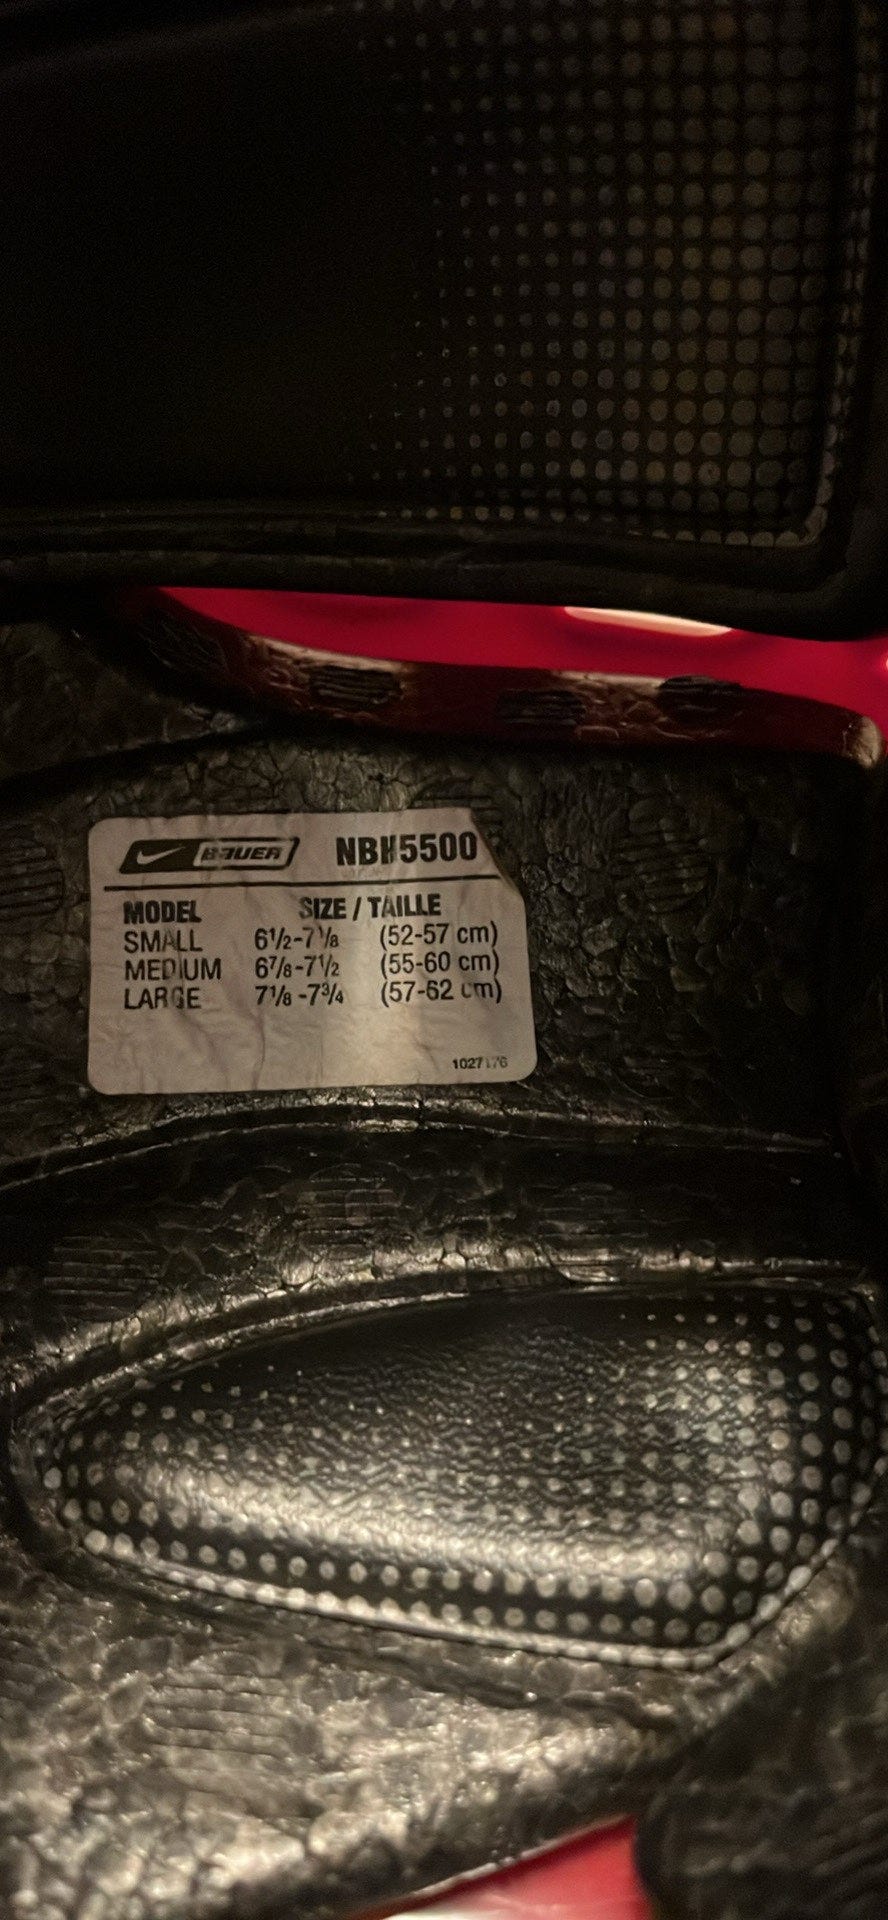 BAUER NBH5500
MODEL SIZE / TAILLE
SMALL 6½-7⅛ (52-57 cm)
MEDIUM 6⅞-7½ (55-60 cm)
LARGE 7⅛-7¾ (57-62 cm)
1027176